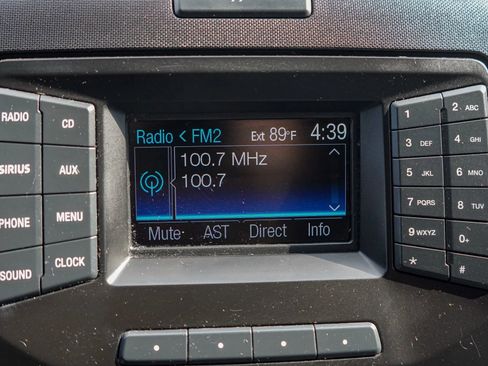 RADIO
CD
SIRIUS
AUX
PHONE
MENU
SOUND
CLOCK
Radio < FM2 Ext 89°F 4:39
100.7 MHz
100.7
Mute AST Direct Info
1
2 ABC
3 DEF
4 GHI
5 JKL
6 MNO
7 PQRS
8 TUV
9 WXYZ
0+
*
#